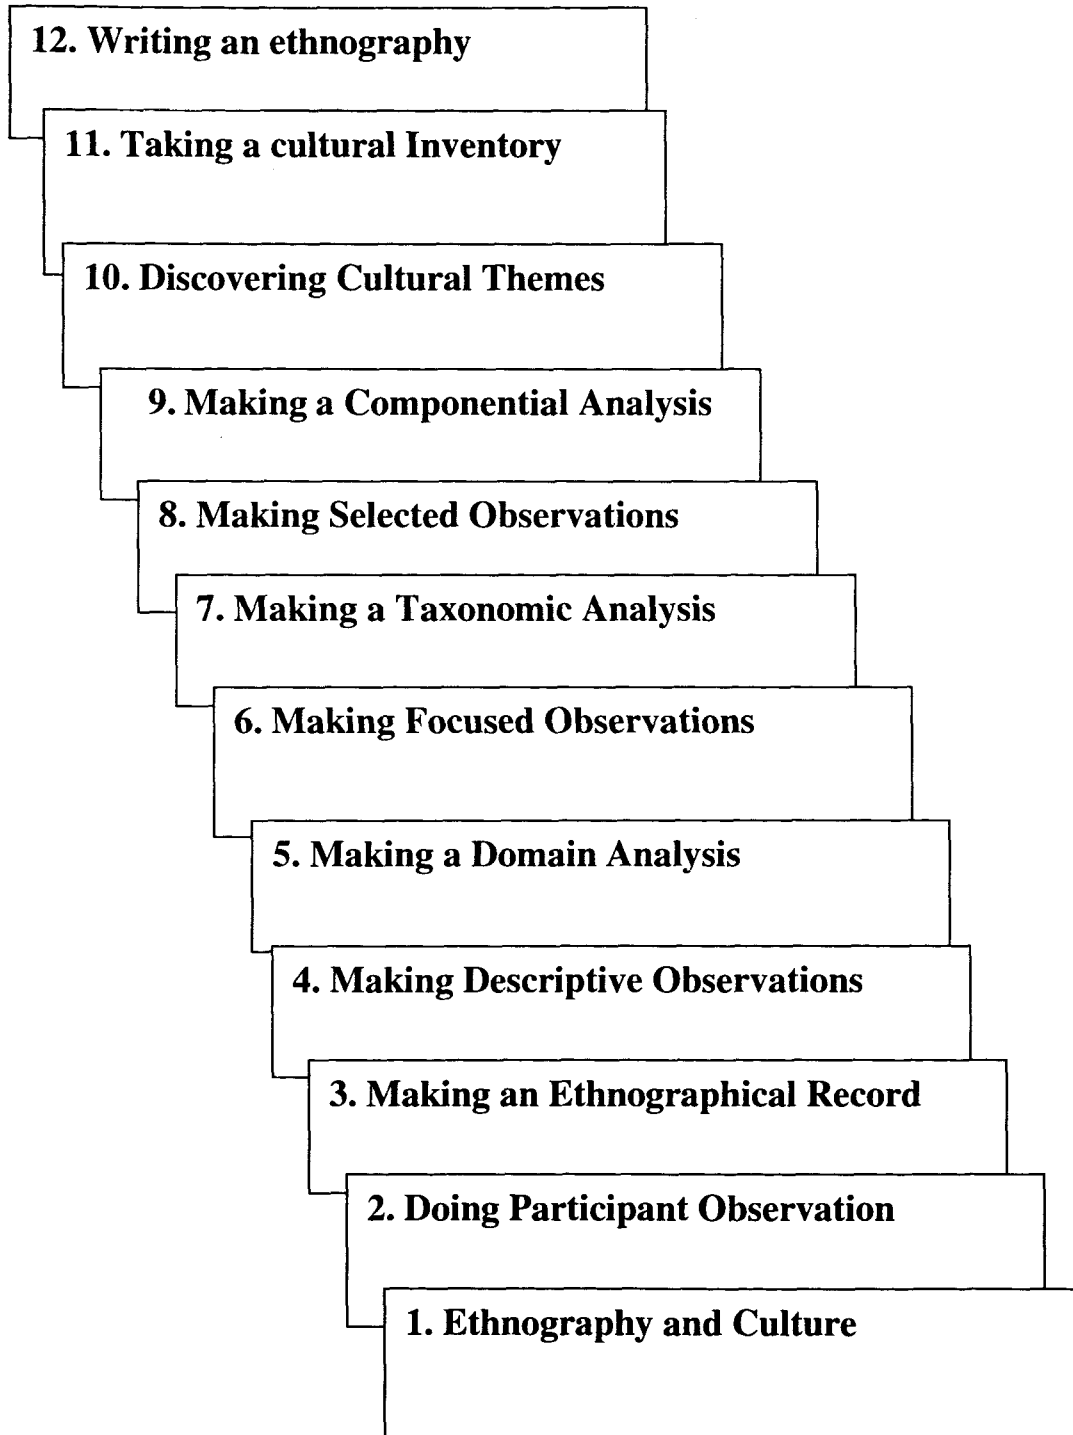 12. Writing an ethnography
11. Taking a cultural Inventory
10. Discovering Cultural Themes
9. Making a Componential Analysis
8. Making Selected Observations
7. Making a Taxonomic Analysis
6. Making Focused Observations
5. Making a Domain Analysis
4. Making Descriptive Observations
3. Making an Ethnographical Record
2. Doing Participant Observation
1. Ethnography and Culture